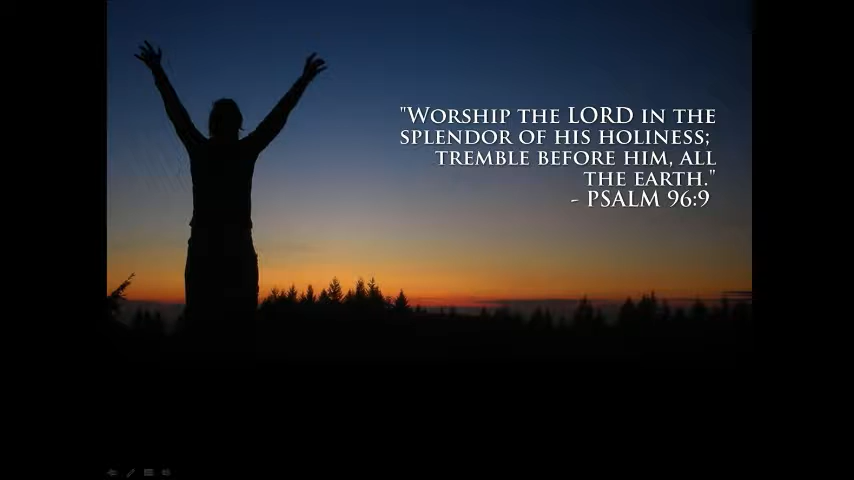 "WORSHIP THE LORD IN THE
SPLENDOR OF HIS HOLINESS;
TREMBLE BEFORE HIM, ALL
THE EARTH."
- PSALM 96:9